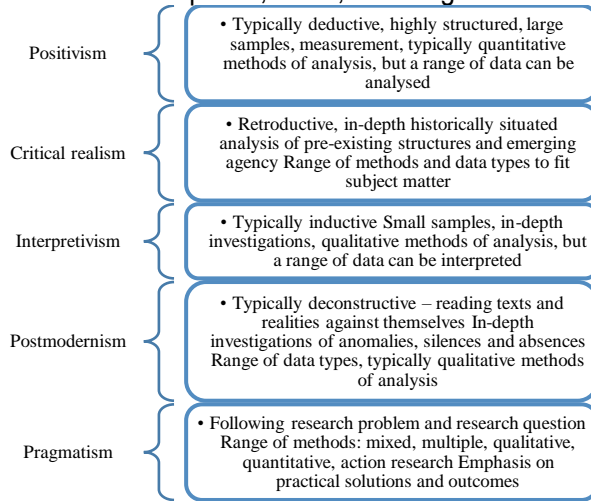 Positivism
• Typically deductive, highly structured, large
samples, measurement, typically quantitative
methods of analysis, but a range of data can be
analysed
Critical realism
• Retroductive, in-depth historically situated
analysis of pre-existing structures and emerging
agency Range of methods and data types to fit
subject matter
Interpretivism
• Typically inductive Small samples, in-depth
investigations, qualitative methods of analysis, but
a range of data can be interpreted
Postmodernism
• Typically deconstructive – reading texts and
realities against themselves In-depth
investigations of anomalies, silences and absences
Range of data types, typically qualitative methods
of analysis
Pragmatism
• Following research problem and research question
Range of methods: mixed, multiple, qualitative,
quantitative, action research Emphasis on
practical solutions and outcomes